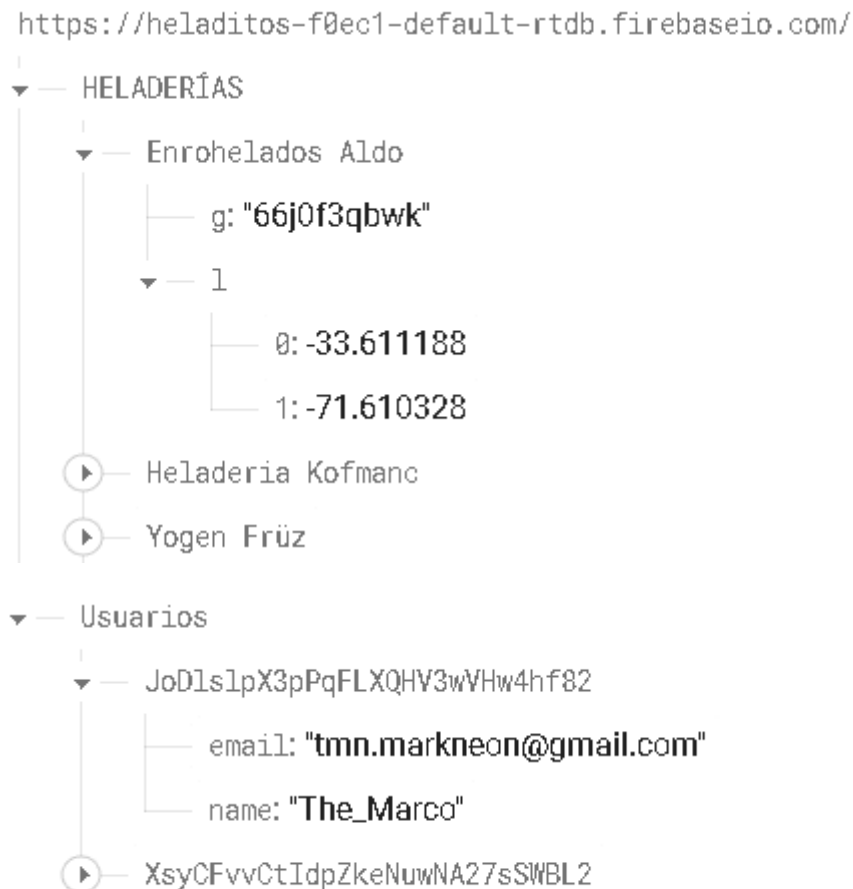 https://heladitos-f0ec1-default-rtdb.firebaseio.com/
HELADERÍAS
Enrohelados Aldo
g: "66j0f3qbwk"
l
0: -33.611188
1: -71.610328
Heladeria Kofmanc
Yogen Früz
Usuarios
JoDlslpX3pPqFLXQHV3wVHw4hf82
email: "tmn.markneon@gmail.com"
name: "The_Marco"
XsyCFvvCtIdpZkeNuwNA27sSWBL2